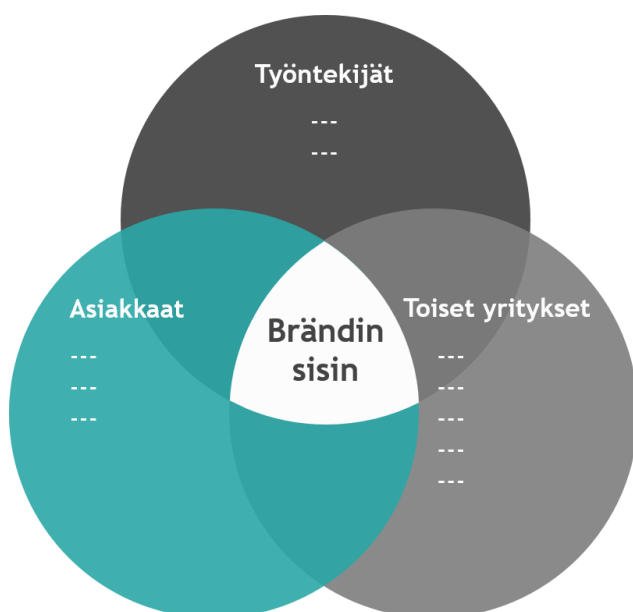 Työntekijät
---
---
Asiakkaat
---
---
---
Brändin
sisin
Toiset yritykset
---
---
---
---
---